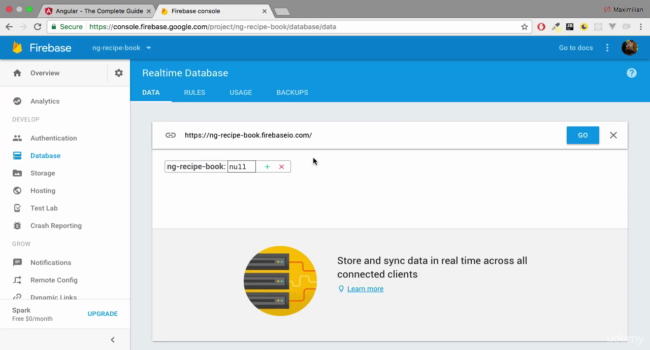 Angular - The Complete Guide
Firebase console
Maximilian
Secure
https://console.firebase.google.com/project/ng-recipe-book/database/data
Firebase
ng-recipe-book
Go to docs
Overview
Analytics
DEVELOP
Authentication
Database
Storage
Hosting
Test Lab
Crash Reporting
GROW
Notifications
Remote Config
Dynamic Links
Spark
Free $0/month
UPGRADE
Realtime Database
DATA
RULES
USAGE
BACKUPS
https://ng-recipe-book.firebaseio.com/
GO
ng-recipe-book: null
Store and sync data in real time across all
connected clients
Learn more
udemy